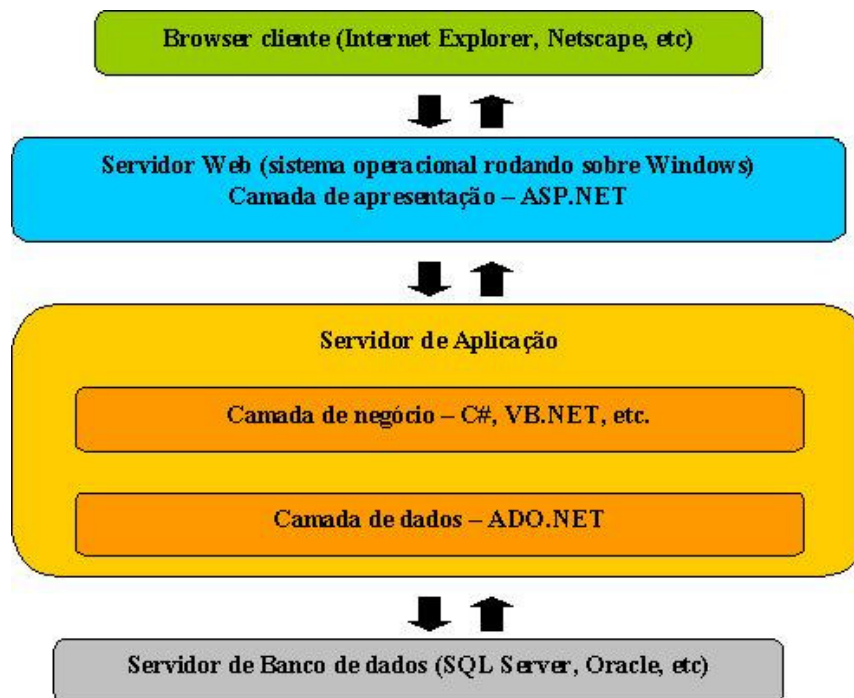 Browser cliente (Internet Explorer, Netscape, etc)
Servidor Web (sistema operacional rodando sobre Windows)
Camada de apresentação – ASP.NET
Servidor de Aplicação
Camada de negócio – C#, VB.NET, etc.
Camada de dados – ADO.NET
Servidor de Banco de dados (SQL Server, Oracle, etc)